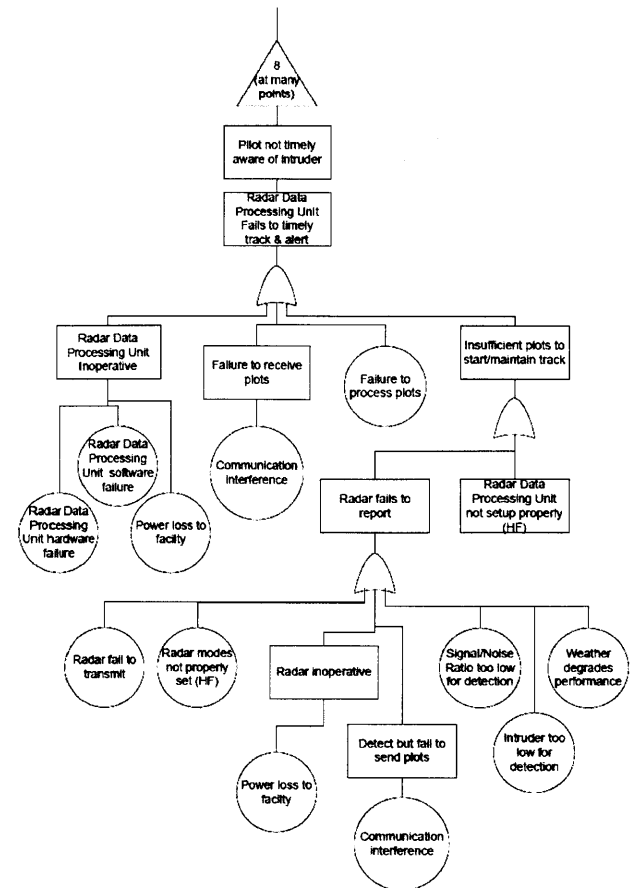 8
(at many
points)
Pilot not timely
aware of intruder
Radar Data
Processing Unit
Fails to timely
track & alert
Radar Data
Processing Unit
Inoperative
Failure to receive
plots
Failure to
process plots
Insufficient plots to
start/maintain track
Radar Data
Processing
Unit software
failure
Radar Data
Processing
Unit hardware
failure
Power loss to
facility
Communication
interference
Radar fails to
report
Radar Data
Processing Unit
not setup property
(HF)
Radar fail to
transmit
Radar modes
not property
set (HF)
Radar inoperative
Signal/Noise
Ratio too low
for detection
Weather
degrades
performance
Detect but fail to
send plots
Intruder too
low for
detection
Power loss to
facilty
Communication
interference